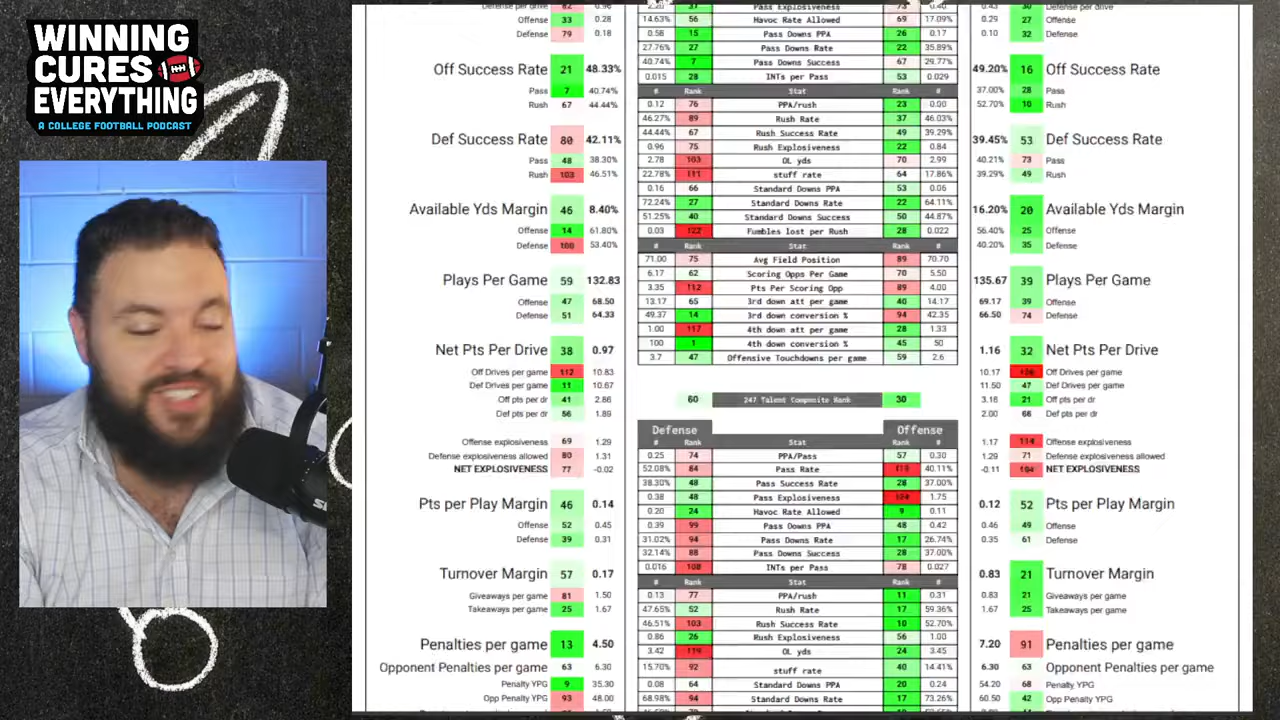 WINNING
CURES
EVERYTHING
A COLLEGE FOOTBALL PODCAST
Offense 33 0.28
Defense 79 0.18
Off Success Rate 21 48.33%
Pass 7 40.74%
Rush 67 44.44%
Def Success Rate 80 42.11%
Pass 48 38.30%
Rush 103 46.51%
Available Yds Margin 46 8.40%
Offense 14 61.80%
Defense 53.40%
Plays Per Game 59 132.83
Offense 47 68.50
Defense 51 64.33
Net Pts Per Drive 38 0.97
Off Drives per game 112 10.83
Def Drives per game 11 10.67
Off pts per dr 41 2.86
Def pts per dr 56 1.89
Offense explosiveness 69 1.29
Defense explosiveness allowed 80 1.31
NET EXPLOSIVENESS 77 -0.02
Pts per Play Margin 46 0.14
Offense 52 0.45
Defense 39 0.31
Turnover Margin 57 0.17
Giveaways per game 81 1.50
Takeaways per game 25 1.67
Penalties per game 13 4.50
Opponent Penalties per game 63 6.30
Penalty YPG 9 35.30
Opp Penalty YPG 93 48.00
14.63% 56 Havoc Rate Allowed 69 17.09%
0.58 15 Pass Downs PPA 26 0.17
27.76% 27 Pass Downs Rate 22 35.89%
40.74% 7 Pass Downs Success 67 29.77%
0.015 28 INTs per Pass 53 0.029
# Rank Stat Rank #
0.12 76 PPA/rush 23 0.00
46.27% 89 Rush Rate 37 46.03%
44.44% 67 Rush Success Rate 49 39.29%
0.96 75 Rush Explosiveness 22 0.84
2.78 103 OL yds 70 2.99
22.78% 111 stuff rate 64 17.86%
0.16 66 Standard Downs PPA 53 0.06
72.24% 27 Standard Downs Rate 22 64.11%
51.25% 40 Standard Downs Success 50 44.87%
0.03 122 Fumbles lost per Rush 28 0.022
# Rank Stat Rank #
71.00 75 Avg Field Position 89 70.70
6.17 62 Scoring Opps Per Game 70 5.50
3.35 112 Pts Per Scoring Opp 89 4.00
13.17 65 3rd down att per game 40 14.17
49.37 14 3rd down conversion % 94 42.35
1.00 117 4th down att per game 28 1.33
100 1 4th down conversion % 45 50
3.7 47 Offensive Touchdowns per game 59 2.6
60 247 Talent Composite Rank 30
Defense Offense
# Rank Stat Rank #
0.25 74 PPA/Pass 57 0.30
52.08% 84 Pass Rate 40.11%
38.30% 48 Pass Success Rate 28 37.00%
0.38 48 Pass Explosiveness 1.75
0.20 24 Havoc Rate Allowed 9 0.11
0.39 99 Pass Downs PPA 48 0.42
31.02% 94 Pass Downs Rate 17 26.74%
32.14% 88 Pass Downs Success 28 37.00%
0.016 108 INTs per Pass 78 0.027
# Rank Stat Rank #
0.13 77 PPA/rush 11 0.31
47.65% 52 Rush Rate 17 59.36%
46.51% 103 Rush Success Rate 10 52.70%
0.86 26 Rush Explosiveness 56 1.00
3.42 OL yds 24 3.45
15.70% 92 stuff rate 40 14.41%
0.08 64 Standard Downs PPA 20 0.24
68.98% 94 Standard Downs Rate 17 73.26%
0.29 27 Offense
0.10 32 Defense
49.20% 16 Off Success Rate
37.00% 28 Pass
52.70% 10 Rush
39.45% 53 Def Success Rate
40.21% 73 Pass
39.29% 49 Rush
16.20% 20 Available Yds Margin
56.40% 25 Offense
40.20% 35 Defense
135.67 39 Plays Per Game
69.17 39 Offense
66.50 74 Defense
1.16 32 Net Pts Per Drive
10.17 Off Drives per game
11.50 47 Def Drives per game
3.16 21 Off pts per dr
2.00 66 Def pts per dr
1.17 114 Offense explosiveness
1.29 71 Defense explosiveness allowed
-0.11 104 NET EXPLOSIVENESS
0.12 52 Pts per Play Margin
0.46 49 Offense
0.35 61 Defense
0.83 21 Turnover Margin
0.83 21 Giveaways per game
1.67 25 Takeaways per game
7.20 91 Penalties per game
6.30 63 Opponent Penalties per game
54.20 68 Penalty YPG
60.50 42 Opp Penalty YPG